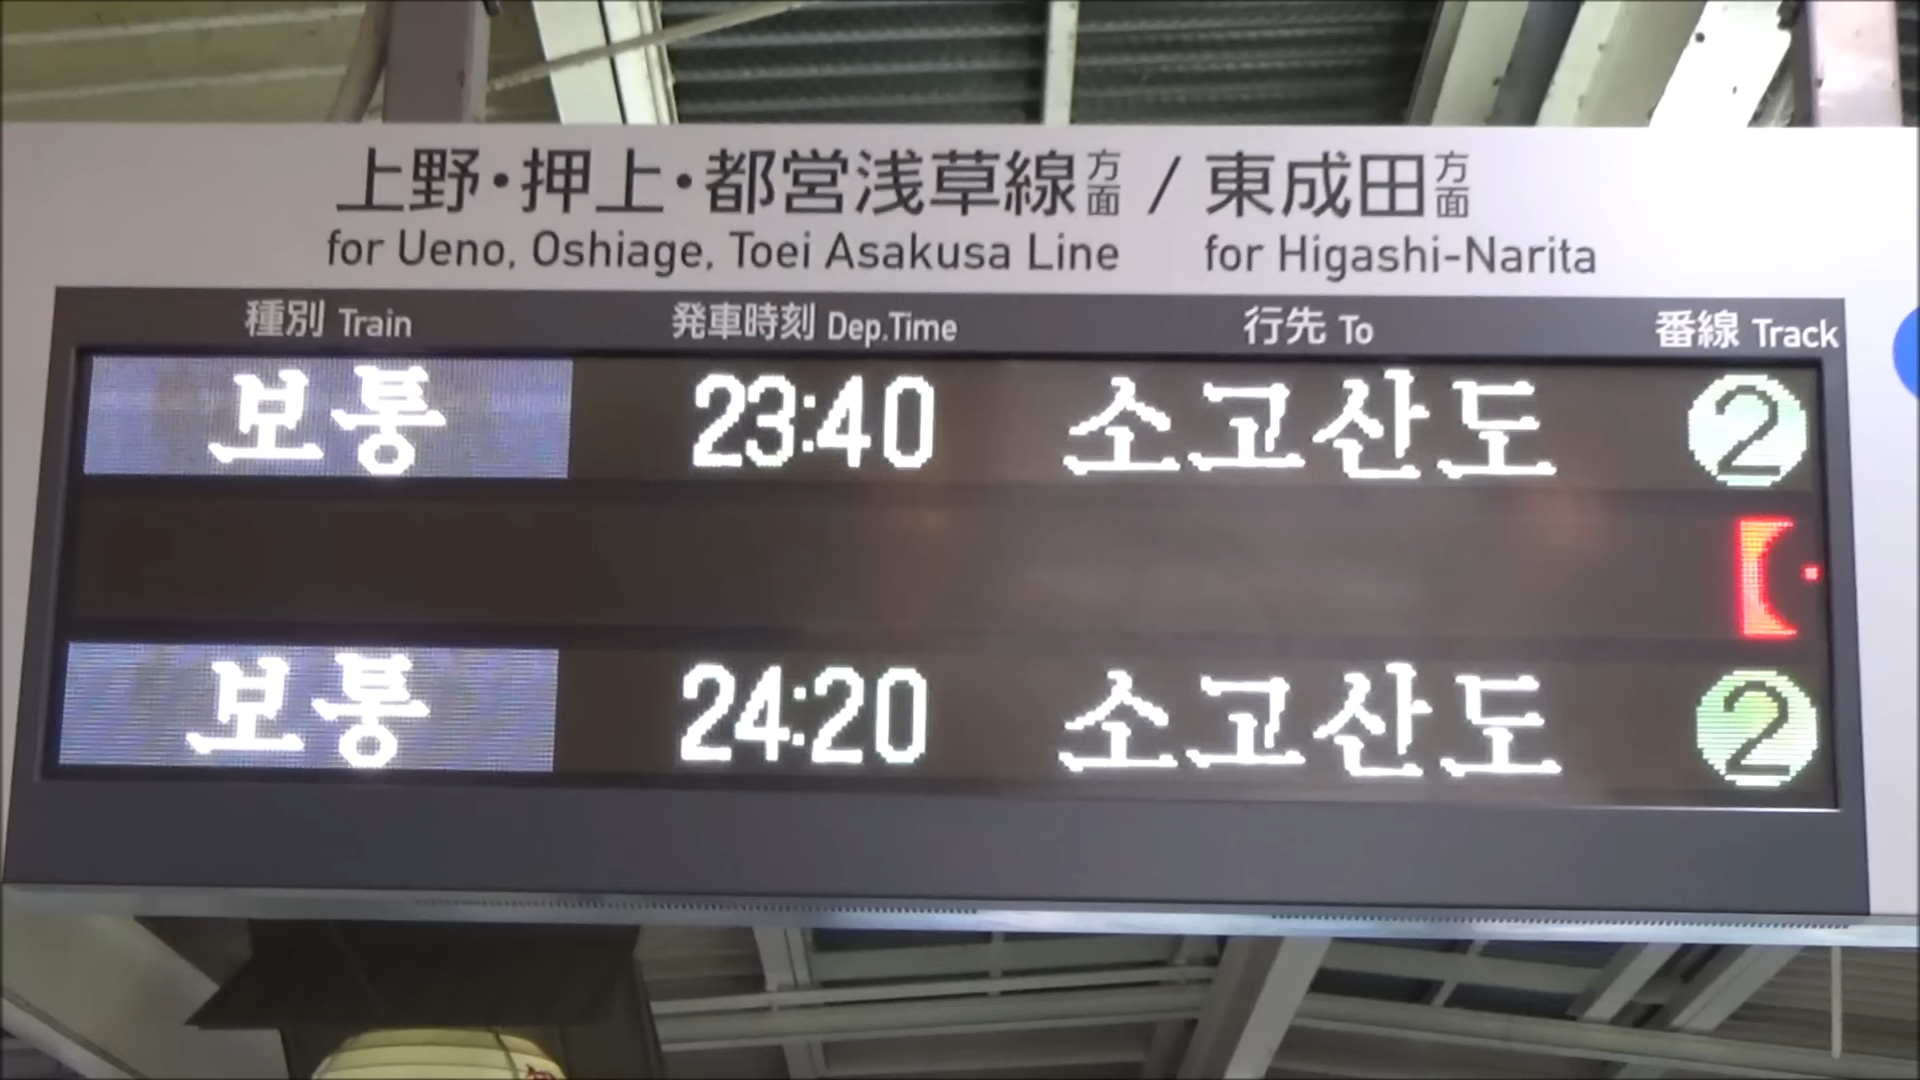 上野・押上・都営浅草線方面 / 東成田方面
for Ueno, Oshiage, Toei Asakusa Line for Higashi-Narita
種別 Train 発車時刻 Dep.Time 行先 To 番線 Track
보통 23:40 소고산도 2
보통 24:20 소고산도 2